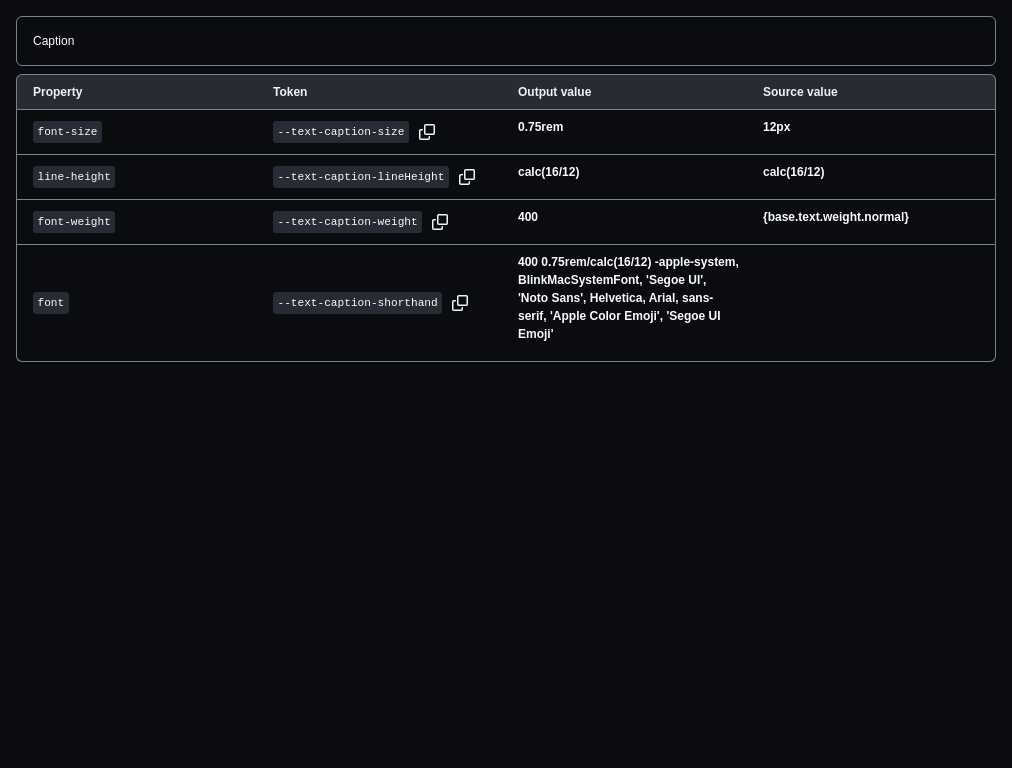 Caption
Property Token Output value Source value
font-size --text-caption-size 0.75rem 12px
line-height --text-caption-lineHeight calc(16/12) calc(16/12)
font-weight --text-caption-weight 400 {base.text.weight.normal}
font --text-caption-shorthand 400 0.75rem/calc(16/12) -apple-system,
BlinkMacSystemFont, 'Segoe UI',
'Noto Sans', Helvetica, Arial, sans-
serif, 'Apple Color Emoji', 'Segoe UI
Emoji'